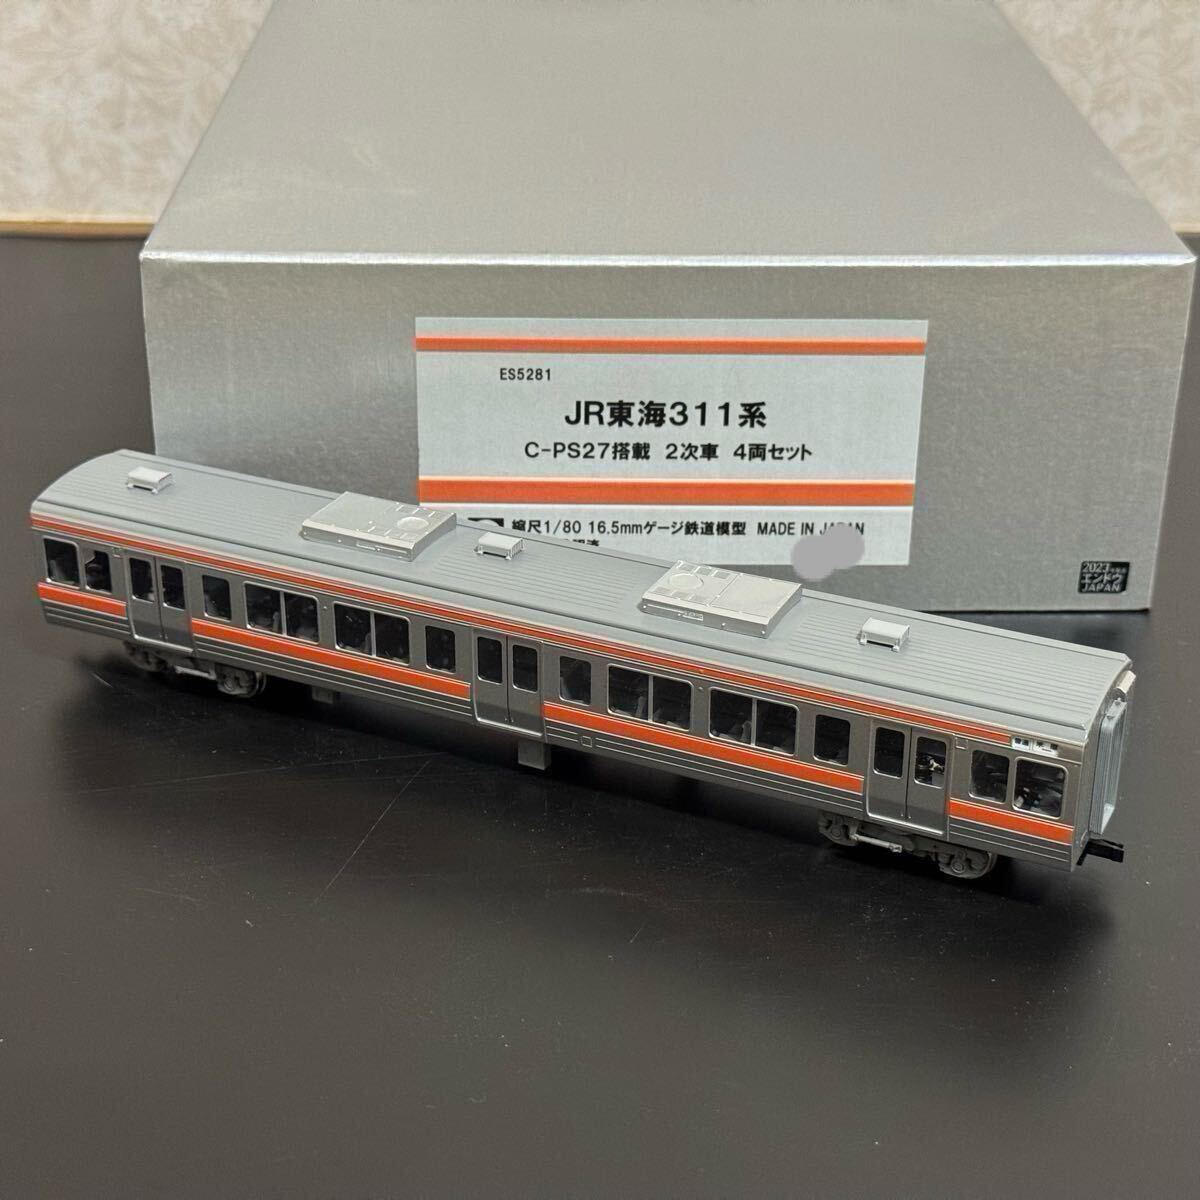 ES5281
JR東海311系
C-PS27搭載 2次車 4両セット
縮尺1/80 16.5mmゲージ鉄道模型 MADE IN JAPAN
2023
エンドウ
JAPAN
普通